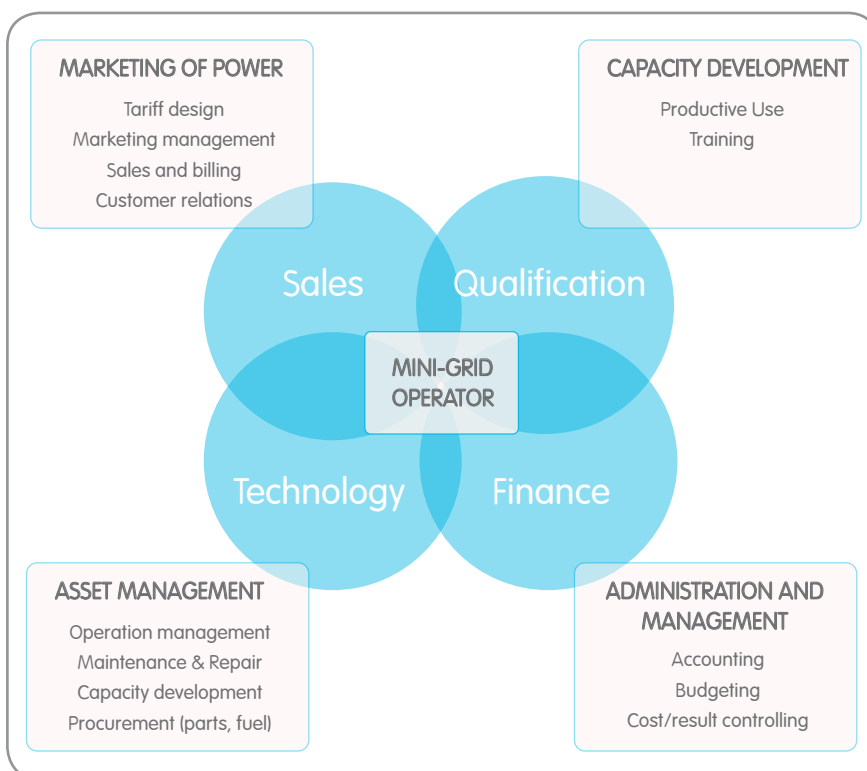 MARKETING OF POWER
Tariff design
Marketing management
Sales and billing
Customer relations
CAPACITY DEVELOPMENT
Productive Use
Training
Sales
Qualification
MINI-GRID
OPERATOR
Technology
Finance
ASSET MANAGEMENT
Operation management
Maintenance & Repair
Capacity development
Procurement (parts, fuel)
ADMINISTRATION AND
MANAGEMENT
Accounting
Budgeting
Cost/result controlling